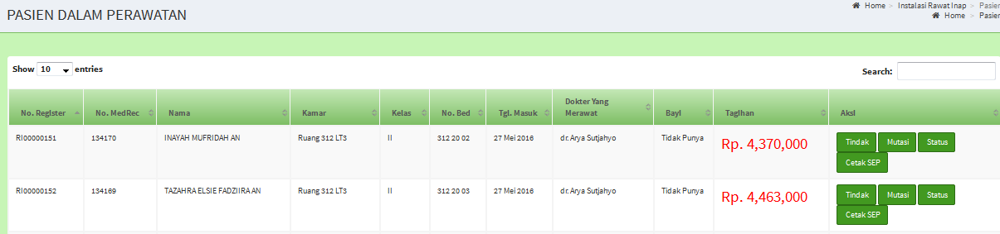 PASIEN DALAM PERAWATAN
Home > Instalasi Rawat Inap > Pasien
Home > Pasien
Show 10 entries
Search:
No. Register No. MedRec Nama Kamar Kelas No. Bed Tgl. Masuk Dokter Yang Merawat Bayi Tagihan Aksi
RI00000151 134170 INAYAH MUFRIDAH AN Ruang 312 LT3 II 312 20 02 27 Mei 2016 dr. Arya Sutjahyo Tidak Punya Rp. 4,370,000 Tindak Mutasi Status
Cetak SEP
RI00000152 134169 TAZAHRA ELSIE FADZIIRA AN Ruang 312 LT3 II 312 20 03 27 Mei 2016 dr. Arya Sutjahyo Tidak Punya Rp. 4,463,000 Tindak Mutasi Status
Cetak SEP